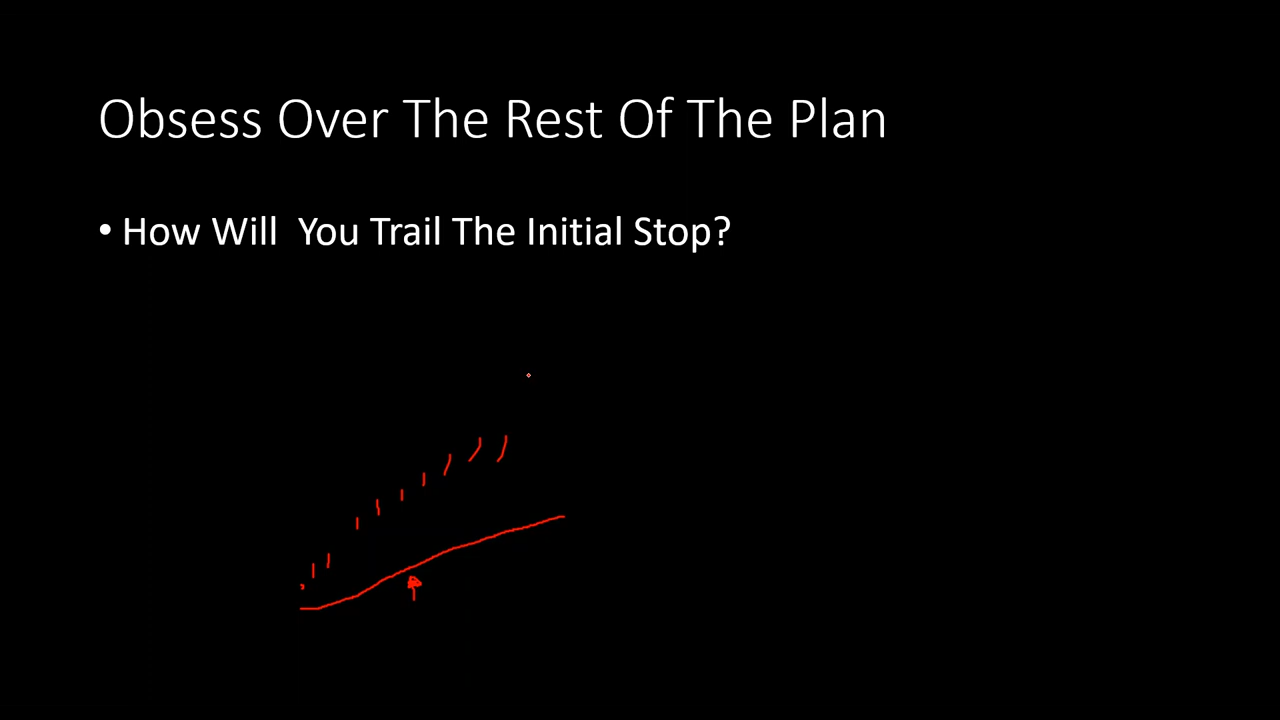 Obsess Over The Rest Of The Plan
• How Will  You Trail The Initial Stop?